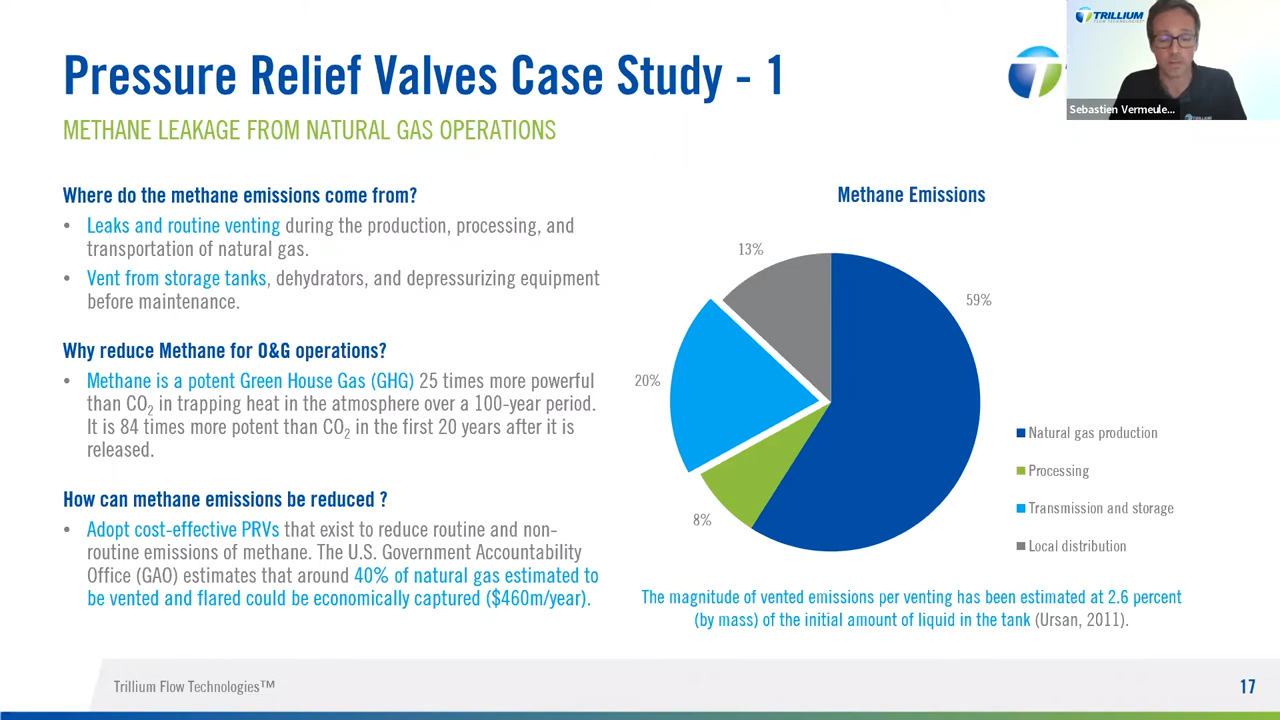 Pressure Relief Valves Case Study - 1
METHANE LEAKAGE FROM NATURAL GAS OPERATIONS
TRILLIUM
FLOW TECHNOLOGIES
Sebastien Vermeule...
TRILLIUM
Where do the methane emissions come from?
• Leaks and routine venting during the production, processing, and
transportation of natural gas.
• Vent from storage tanks, dehydrators, and depressurizing equipment
before maintenance.
Why reduce Methane for O&G operations?
• Methane is a potent Green House Gas (GHG) 25 times more powerful
than CO₂ in trapping heat in the atmosphere over a 100-year period.
It is 84 times more potent than CO₂ in the first 20 years after it is
released.
How can methane emissions be reduced ?
• Adopt cost-effective PRVs that exist to reduce routine and non-
routine emissions of methane. The U.S. Government Accountability
Office (GAO) estimates that around 40% of natural gas estimated to
be vented and flared could be economically captured ($460m/year).
Methane Emissions
13%
59%
20%
8%
Natural gas production
Processing
Transmission and storage
Local distribution
The magnitude of vented emissions per venting has been estimated at 2.6 percent
(by mass) of the initial amount of liquid in the tank (Ursan, 2011).
Trillium Flow Technologies™
17